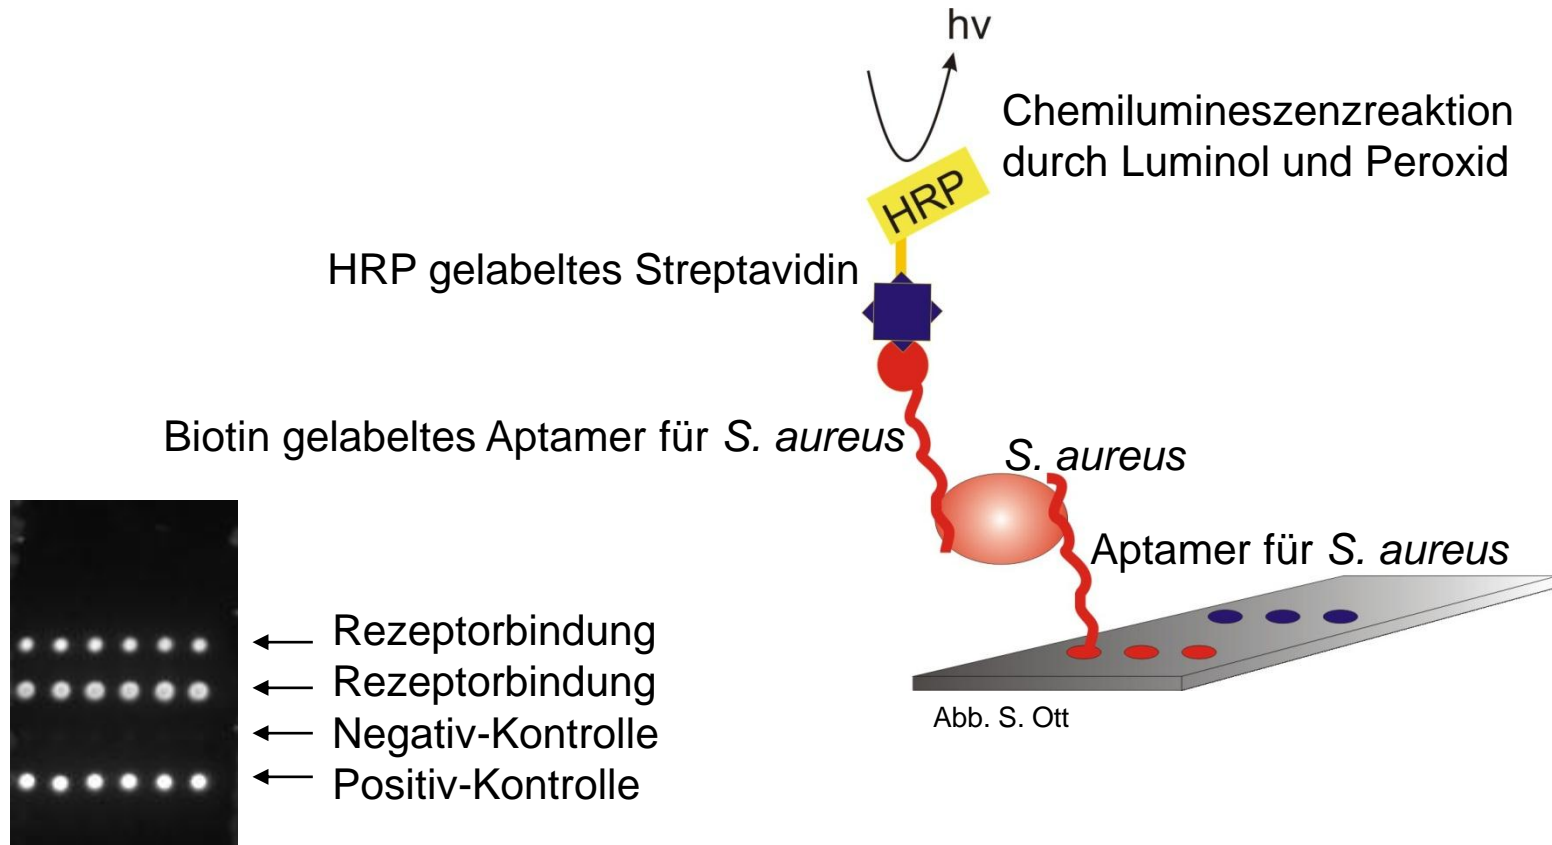 hv
Chemilumineszenzreaktion
durch Luminol und Peroxid
HRP
HRP gelabeltes Streptavidin
Biotin gelabeltes Aptamer für S. aureus
S. aureus
Aptamer für S. aureus
Rezeptorbindung
Rezeptorbindung
Negativ-Kontrolle
Positiv-Kontrolle
Abb. S. Ott